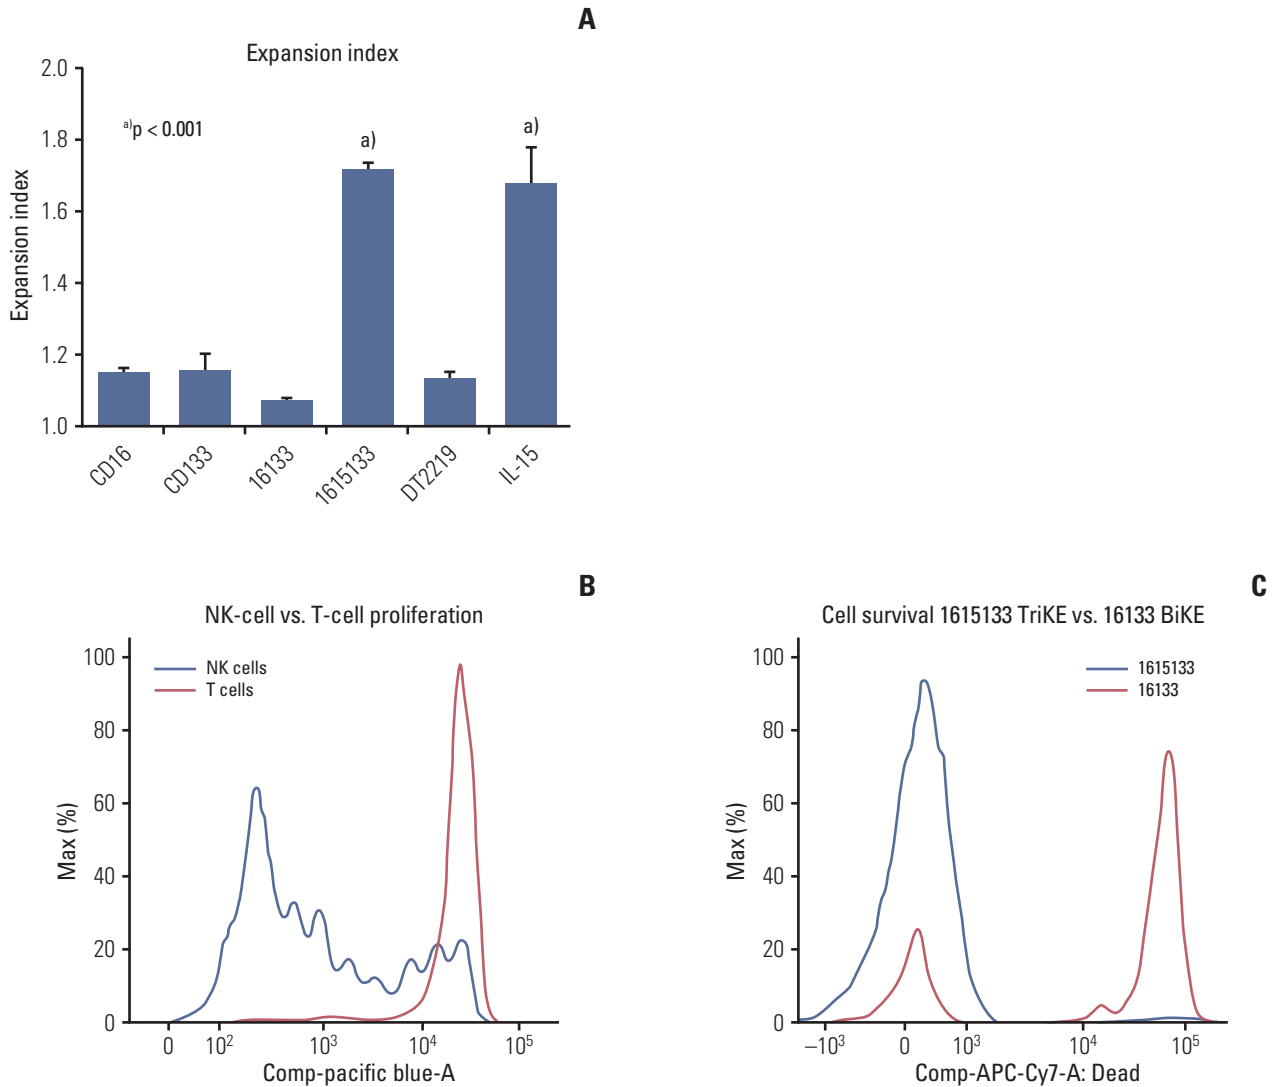 A
Expansion index
Expansion index
2.0
1.8
1.6
1.4
1.2
1.0
a)p < 0.001
a)
a)
CD16
CD133
16133
1615133
DT2219
IL-15
B
NK-cell vs. T-cell proliferation
Max (%)
100
80
60
40
20
0
NK cells
T cells
0
10²
10³
10⁴
10⁵
Comp-pacific blue-A
C
Cell survival 1615133 TriKE vs. 16133 BiKE
Max (%)
100
80
60
40
20
0
1615133
16133
–10³
0
10³
10⁴
10⁵
Comp-APC-Cy7-A: Dead